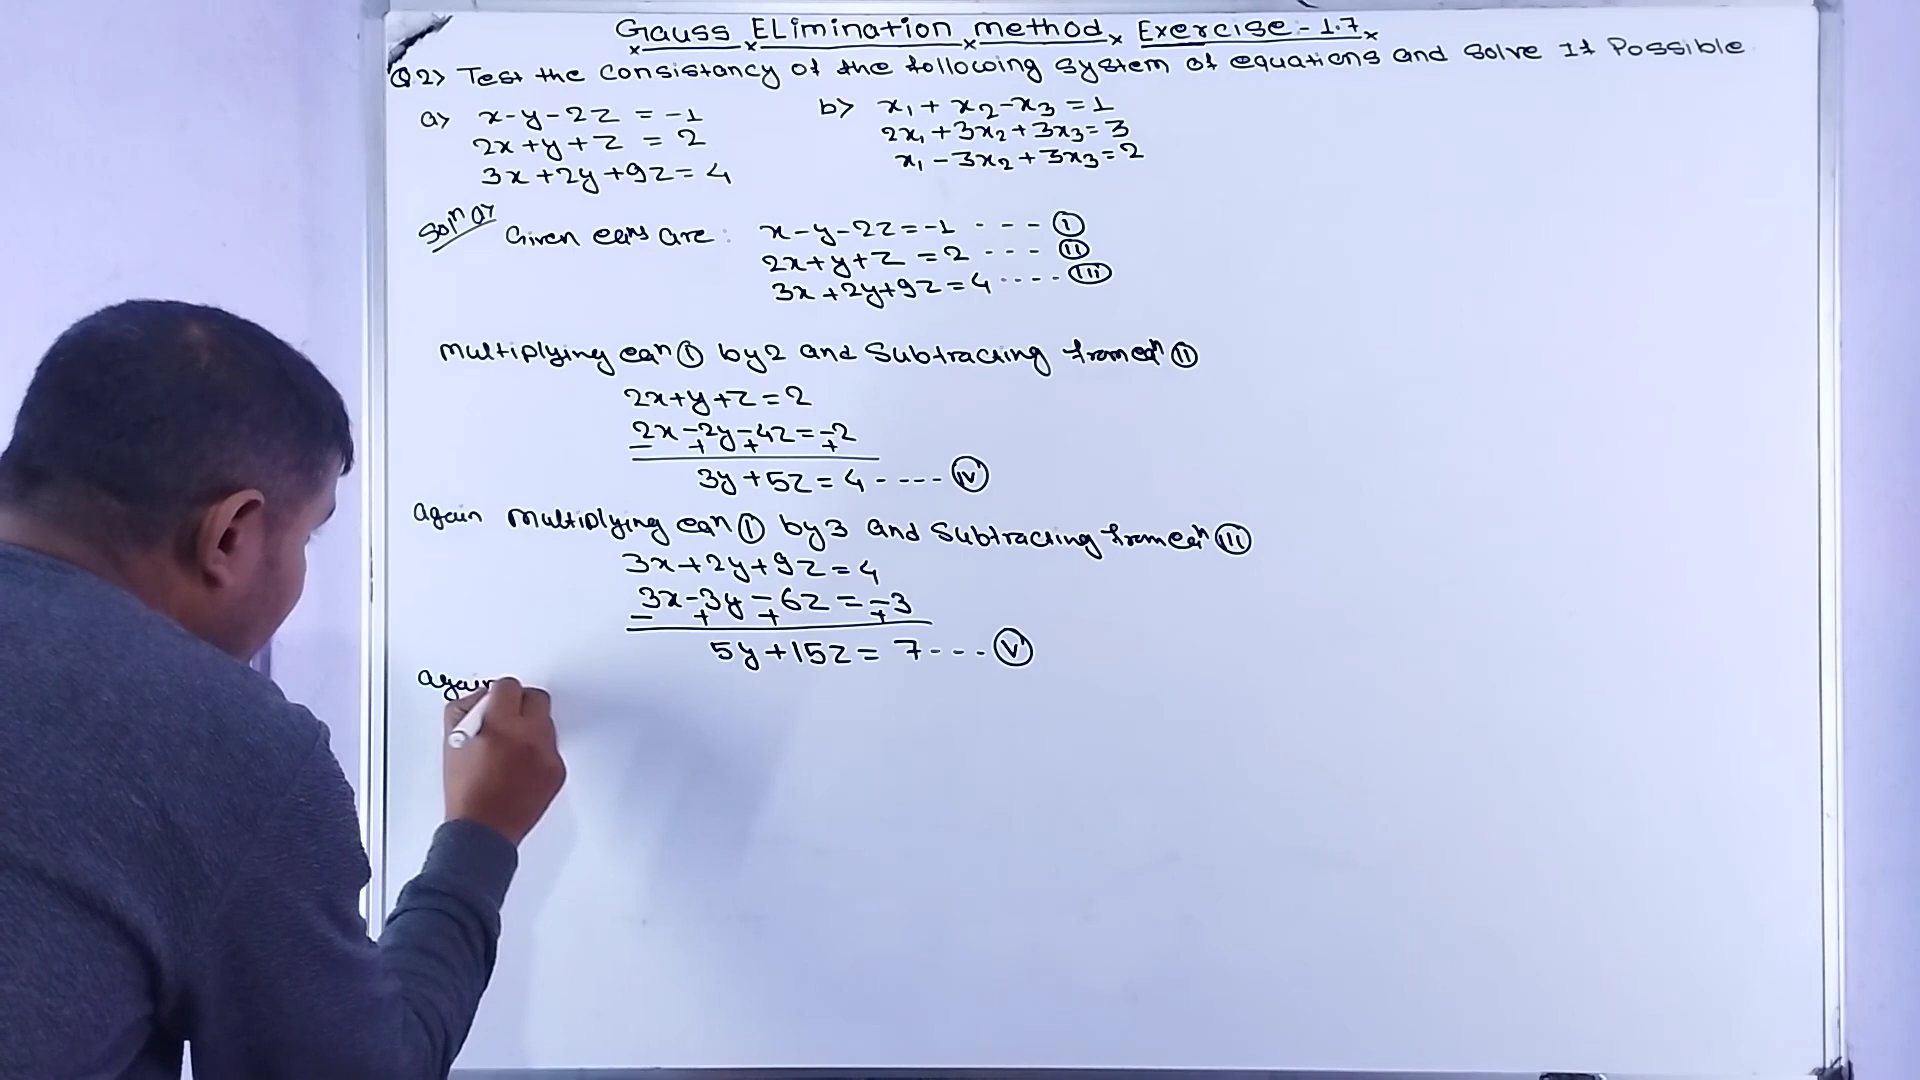 Gauss Elimination method Exercise - 1.7
Q.2> Test the consistancy of the following system of equations and solve If Possible
a> x-y-2z = -1
2x+y+z = 2
3x+2y+9z=4
b> x₁ + x₂-x₃ = 1
2x₁+3x₂+3x₃=3
x₁-3x₂+3x₃=2
Solⁿ a>
Given eqns are: x-y-2z=-1 - - - (I)
2x+y+z =2 - - - (II)
3x+2y+9z=4 ---- (III)
multiplying eqⁿ (I) by 2 and Subtracting from eqⁿ (II)
2x+y+z=2
2x-2y-4z=-2
- + + +
3y+5z=4 ---- (IV)
again multiplying eqⁿ (I) by 3 and Subtracting from eqⁿ (III)
3x+2y+9z=4
3x-3y-6z=-3
- + + +
5y+15z= 7 --- (V)
again